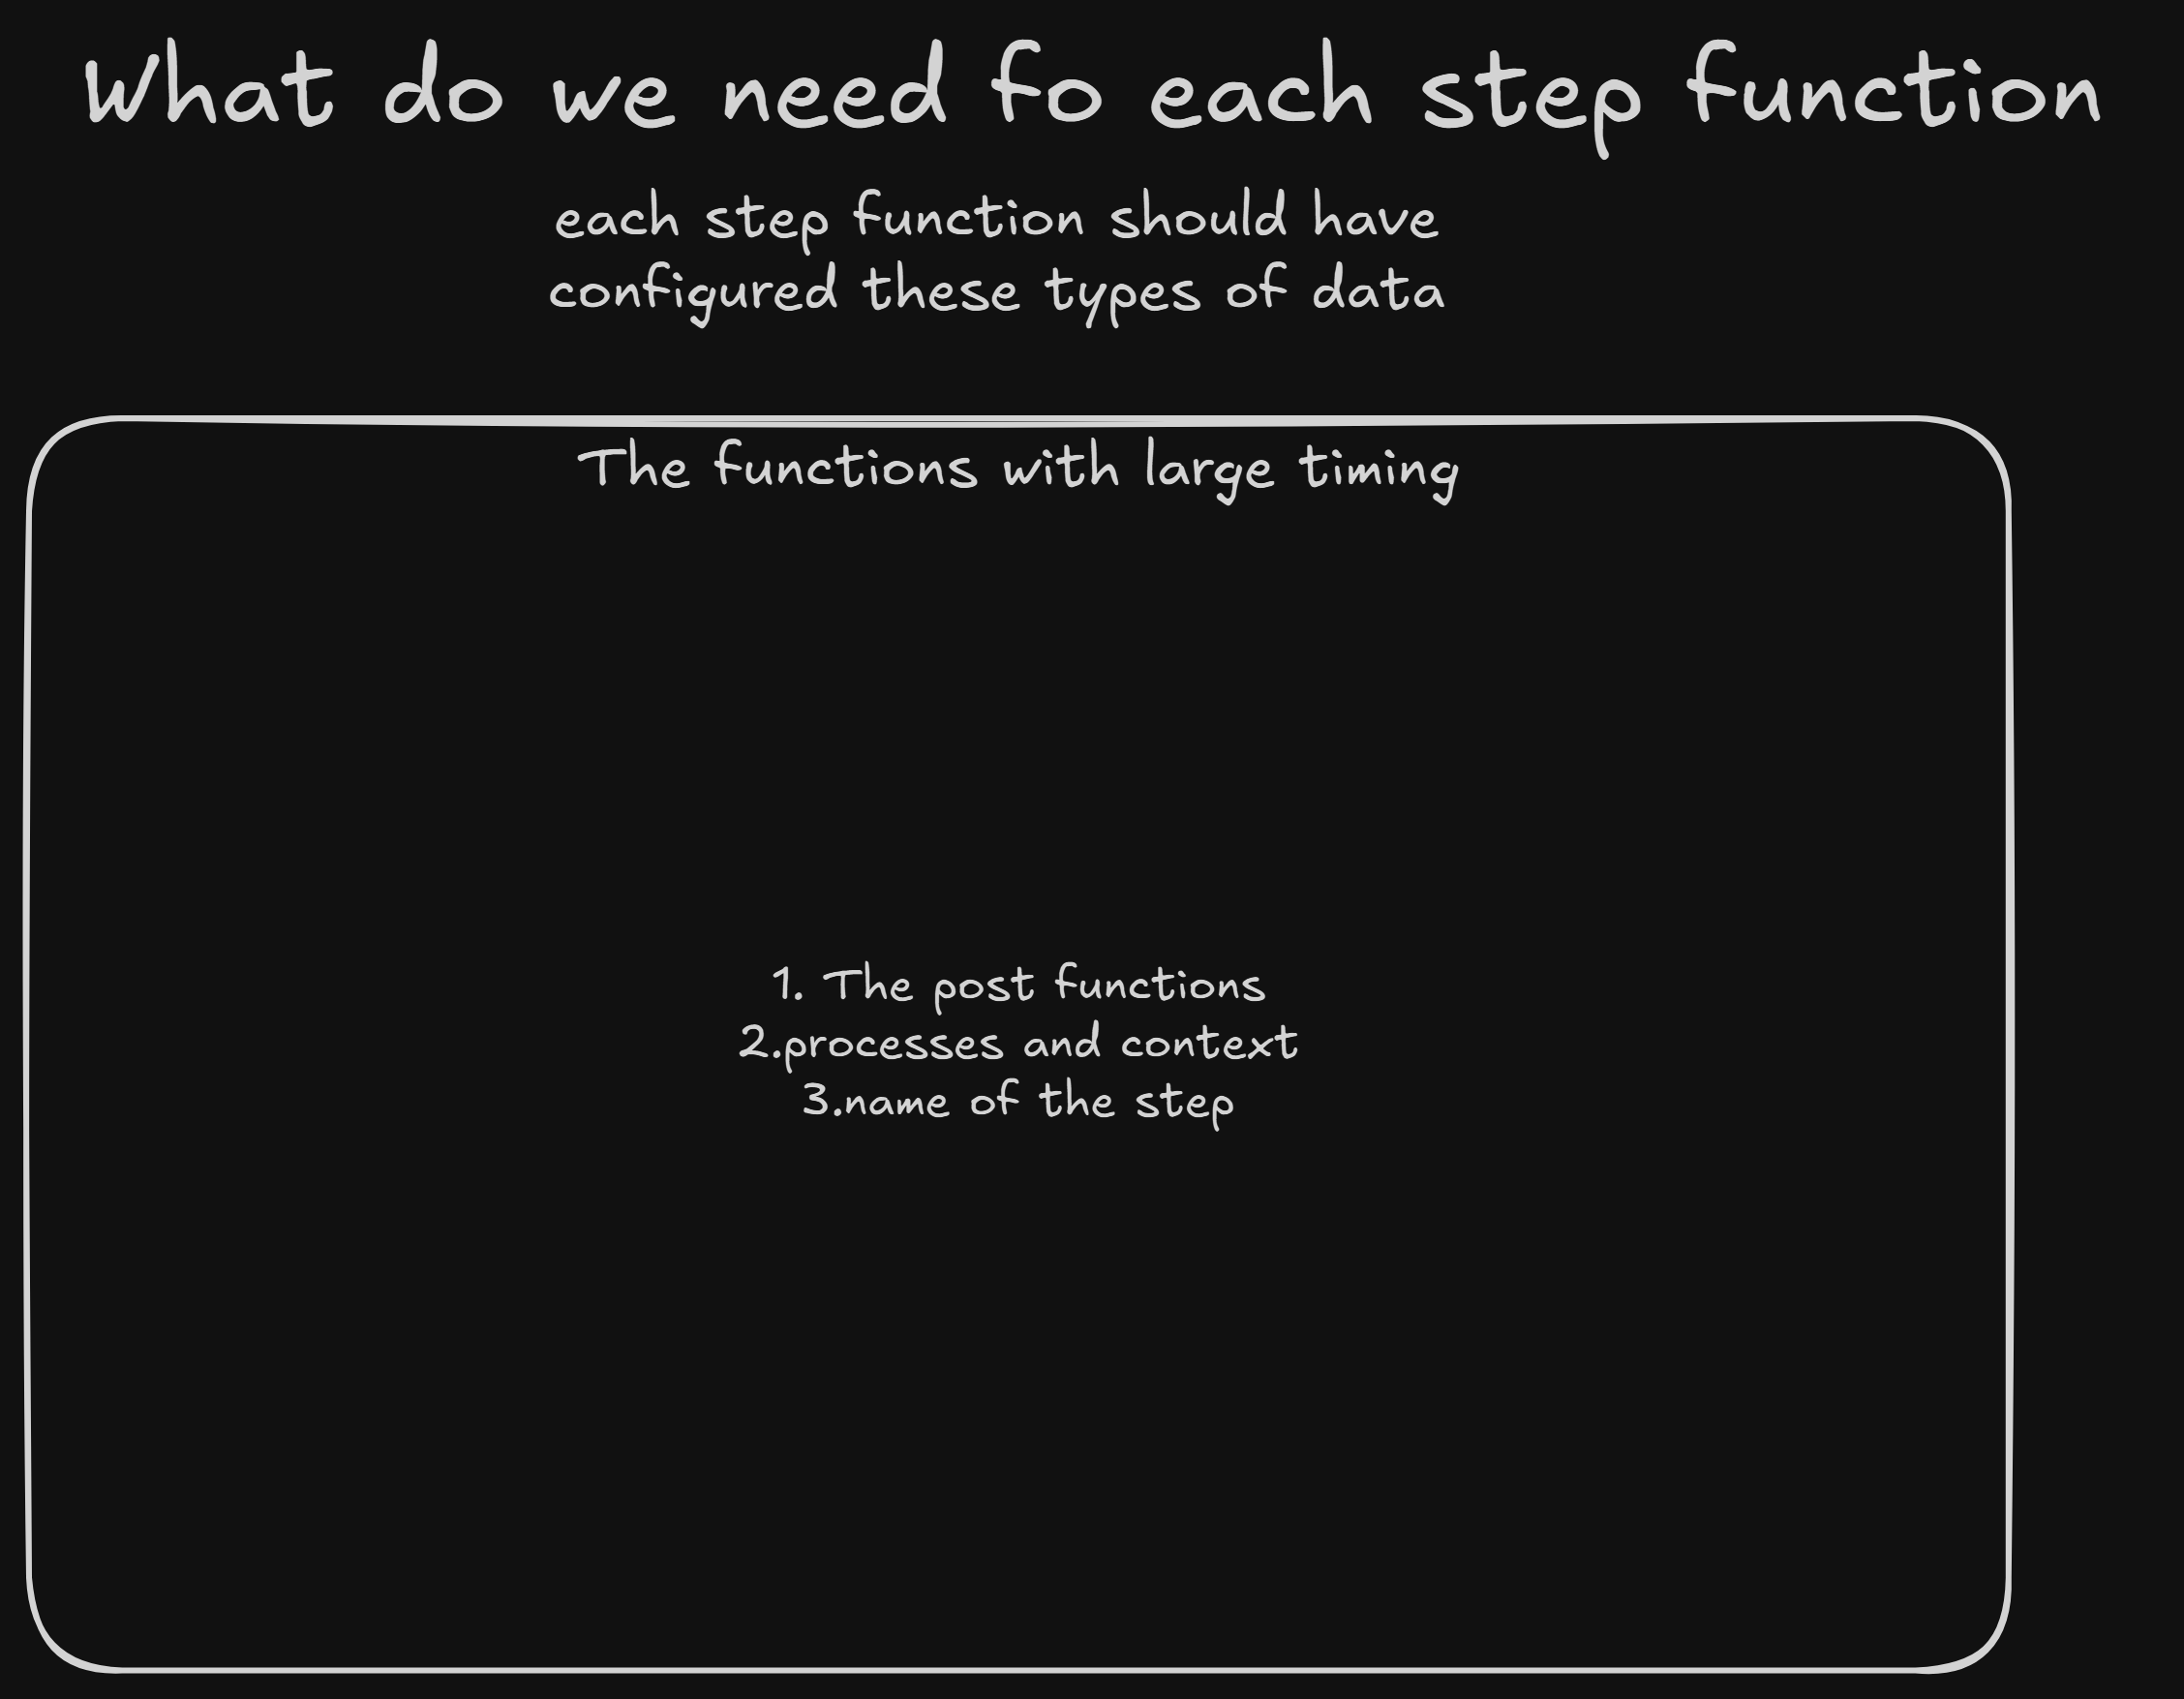 What do we need fo each step function
each step function should have
configured these types of data
The functions with large timing
1. The post functions
2.processes and context
3.name of the step